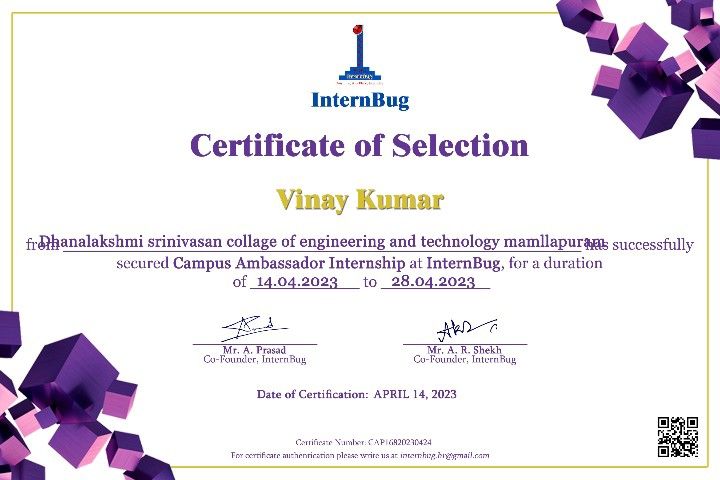 InternBug
Certificate of Selection
Vinay Kumar
from Dhanalakshmi srinivasan collage of engineering and technology mamllapuram has successfully
secured Campus Ambassador Internship at InternBug, for a duration
of 14.04.2023 to 28.04.2023
Mr. A. Prasad
Co-Founder, InternBug
Mr. A. R. Shekh
Co-Founder, InternBug
Date of Certification: APRIL 14, 2023
Certificate Number: CAP16820230424
For certificate authentication please write us at internbug.hr@gmail.com